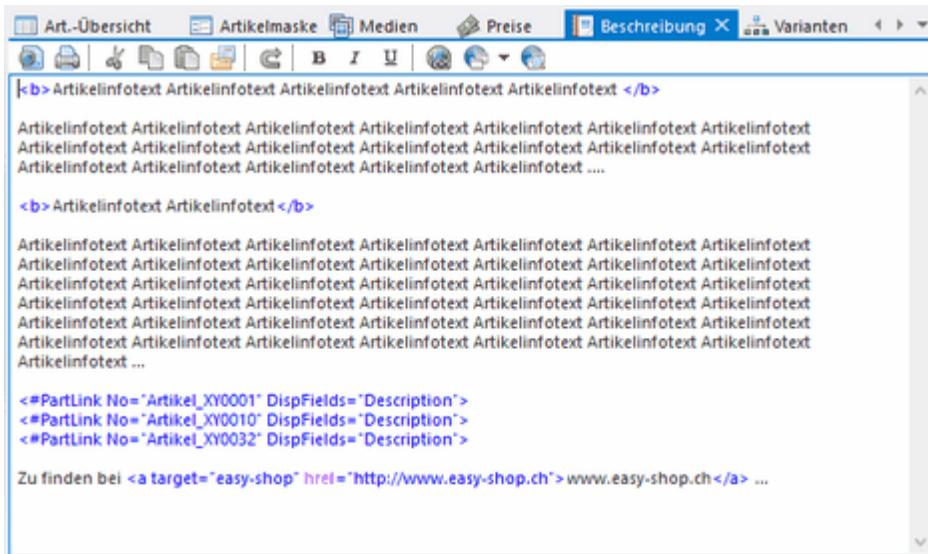 Art.-Übersicht Artikelmaske Medien Preise Beschreibung Varianten
B I U
<b>Artikelinfotext Artikelinfotext Artikelinfotext Artikelinfotext Artikelinfotext </b>
Artikelinfotext Artikelinfotext Artikelinfotext Artikelinfotext Artikelinfotext Artikelinfotext Artikelinfotext
Artikelinfotext Artikelinfotext Artikelinfotext Artikelinfotext Artikelinfotext Artikelinfotext Artikelinfotext
Artikelinfotext Artikelinfotext Artikelinfotext Artikelinfotext Artikelinfotext ....
<b>Artikelinfotext Artikelinfotext</b>
Artikelinfotext Artikelinfotext Artikelinfotext Artikelinfotext Artikelinfotext Artikelinfotext Artikelinfotext
Artikelinfotext Artikelinfotext Artikelinfotext Artikelinfotext Artikelinfotext Artikelinfotext Artikelinfotext
Artikelinfotext Artikelinfotext Artikelinfotext Artikelinfotext Artikelinfotext Artikelinfotext Artikelinfotext
Artikelinfotext Artikelinfotext Artikelinfotext Artikelinfotext Artikelinfotext Artikelinfotext Artikelinfotext
Artikelinfotext Artikelinfotext Artikelinfotext Artikelinfotext Artikelinfotext Artikelinfotext Artikelinfotext
Artikelinfotext Artikelinfotext Artikelinfotext Artikelinfotext Artikelinfotext Artikelinfotext Artikelinfotext
Artikelinfotext ...
<#PartLink No="Artikel_XY0001" DispFields="Description">
<#PartLink No="Artikel_XY0010" DispFields="Description">
<#PartLink No="Artikel_XY0032" DispFields="Description">
Zu finden bei <a target="easy-shop" href="http://www.easy-shop.ch">www.easy-shop.ch</a> ...